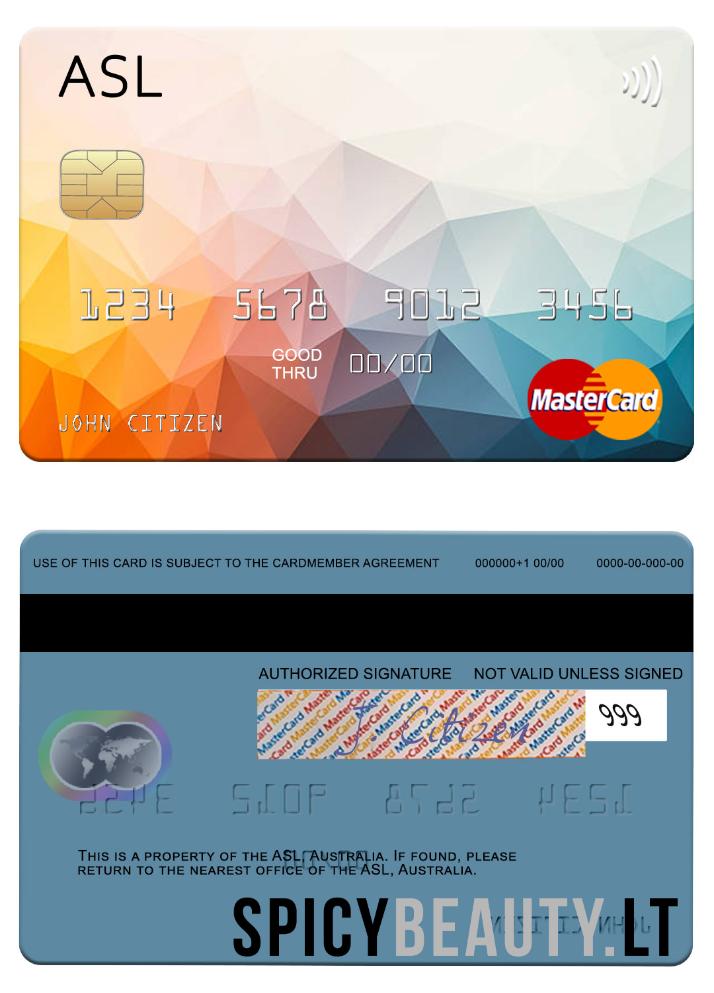 ASL
1234 5678 9012 3456
GOOD THRU 00/00
JOHN CITIZEN
MasterCard
USE OF THIS CARD IS SUBJECT TO THE CARDMEMBER AGREEMENT 000000+1 00/00 0000-00-000-00
AUTHORIZED SIGNATURE NOT VALID UNLESS SIGNED
J. Citizen 999
THIS IS A PROPERTY OF THE ASL, AUSTRALIA. IF FOUND, PLEASE
RETURN TO THE NEAREST OFFICE OF THE ASL, AUSTRALIA.
SPICYBEAUTY.LT